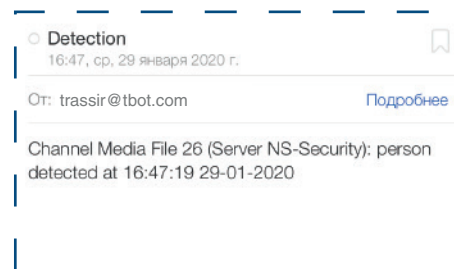 Detection
16:47, ср, 29 января 2020 г.
От: trassir@tbot.com Подробнее
Channel Media File 26 (Server NS-Security): person
detected at 16:47:19 29-01-2020